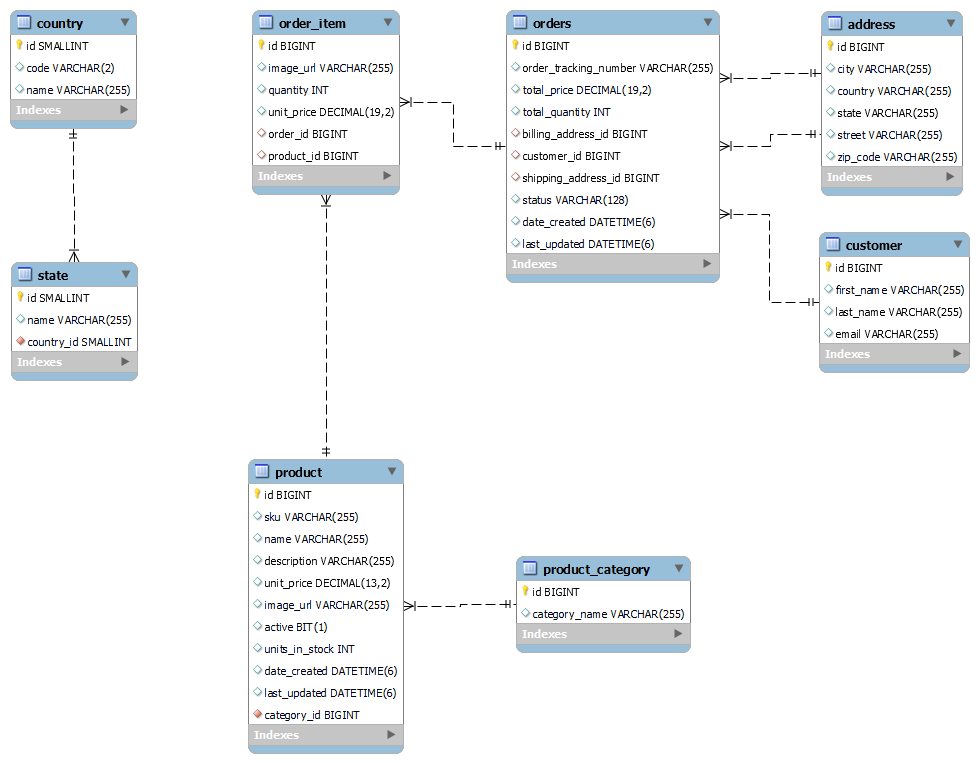 country
id SMALLINT
code VARCHAR(2)
name VARCHAR(255)
Indexes
order_item
id BIGINT
image_url VARCHAR(255)
quantity INT
unit_price DECIMAL(19,2)
order_id BIGINT
product_id BIGINT
Indexes
orders
id BIGINT
order_tracking_number VARCHAR(255)
total_price DECIMAL(19,2)
total_quantity INT
billing_address_id BIGINT
customer_id BIGINT
shipping_address_id BIGINT
status VARCHAR(128)
date_created DATETIME(6)
last_updated DATETIME(6)
Indexes
address
id BIGINT
city VARCHAR(255)
country VARCHAR(255)
state VARCHAR(255)
street VARCHAR(255)
zip_code VARCHAR(255)
Indexes
state
id SMALLINT
name VARCHAR(255)
country_id SMALLINT
Indexes
customer
id BIGINT
first_name VARCHAR(255)
last_name VARCHAR(255)
email VARCHAR(255)
Indexes
product
id BIGINT
sku VARCHAR(255)
name VARCHAR(255)
description VARCHAR(255)
unit_price DECIMAL(13,2)
image_url VARCHAR(255)
active BIT(1)
units_in_stock INT
date_created DATETIME(6)
last_updated DATETIME(6)
category_id BIGINT
Indexes
product_category
id BIGINT
category_name VARCHAR(255)
Indexes